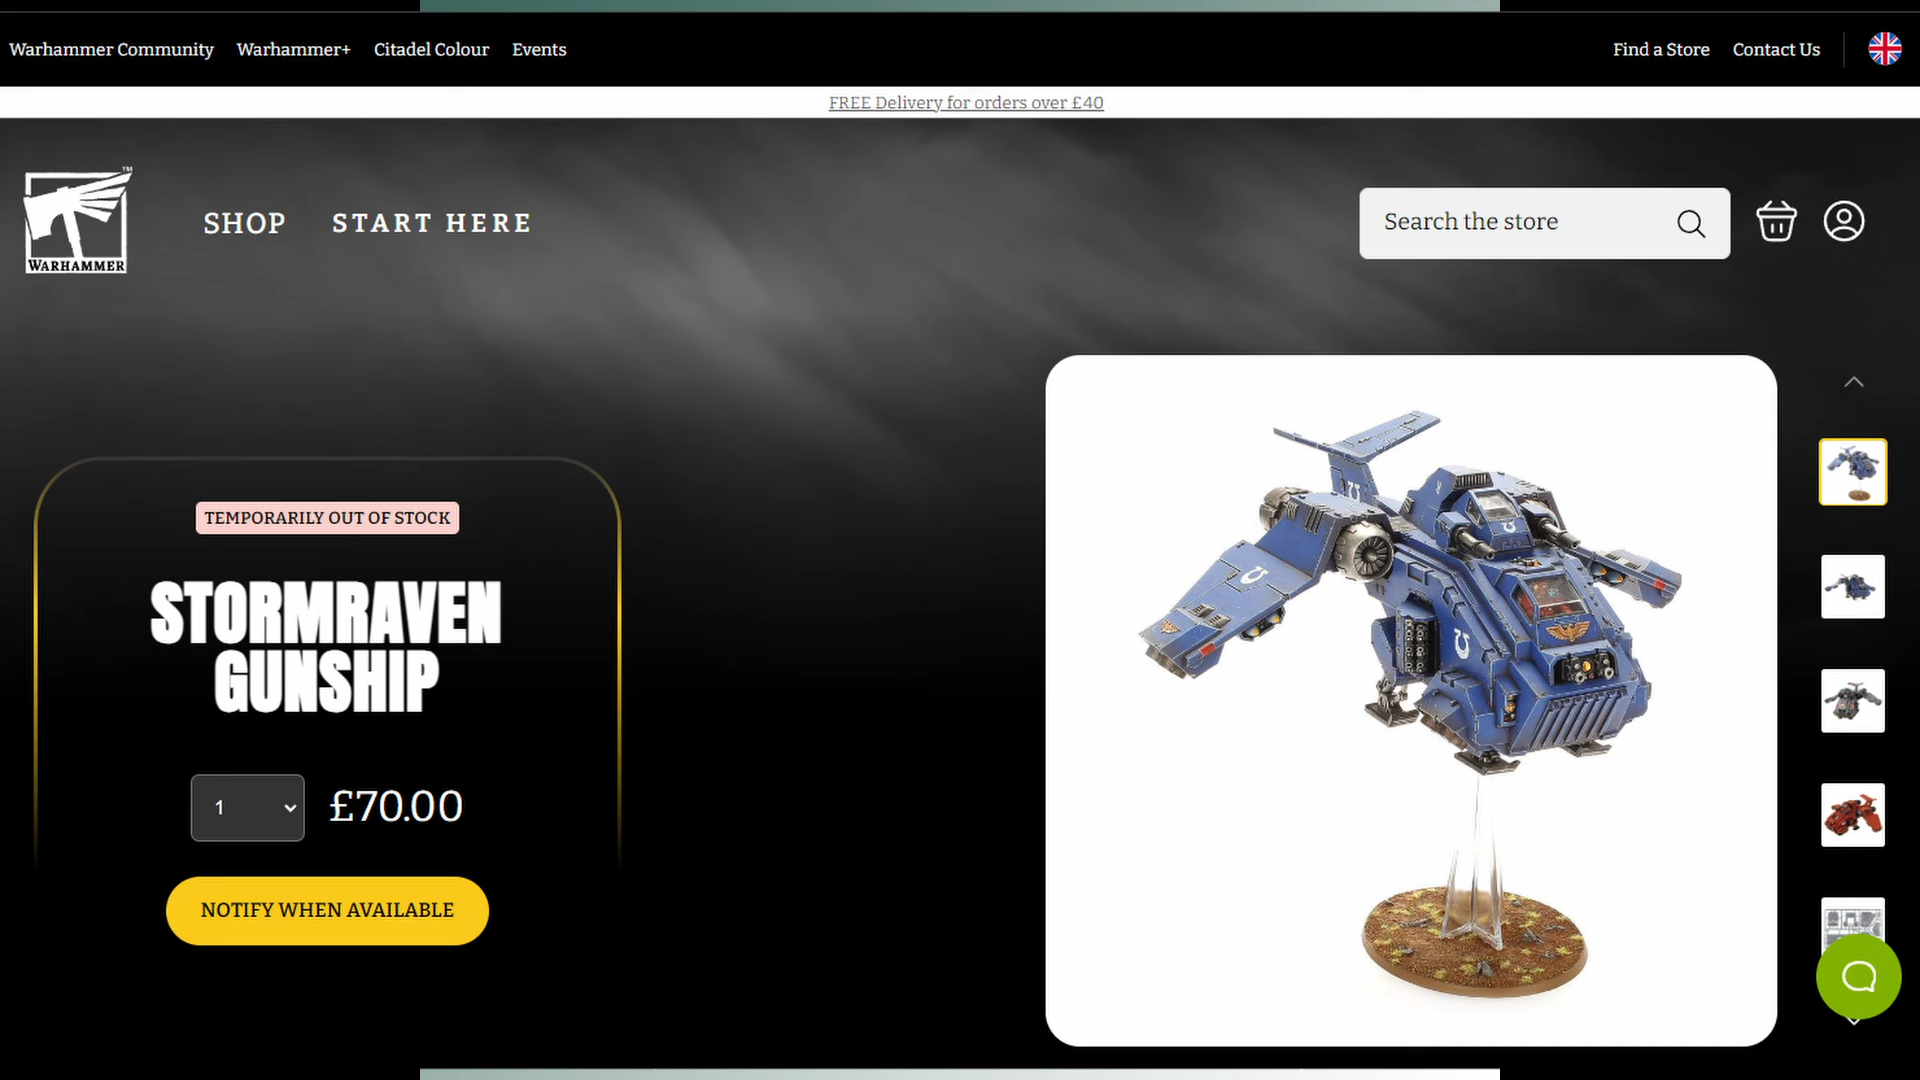 Warhammer Community Warhammer+ Citadel Colour Events Find a Store Contact Us
FREE Delivery for orders over £40
WARHAMMER
TM
SHOP START HERE
Search the store
TEMPORARILY OUT OF STOCK
STORMRAVEN
GUNSHIP
1 £70.00
NOTIFY WHEN AVAILABLE